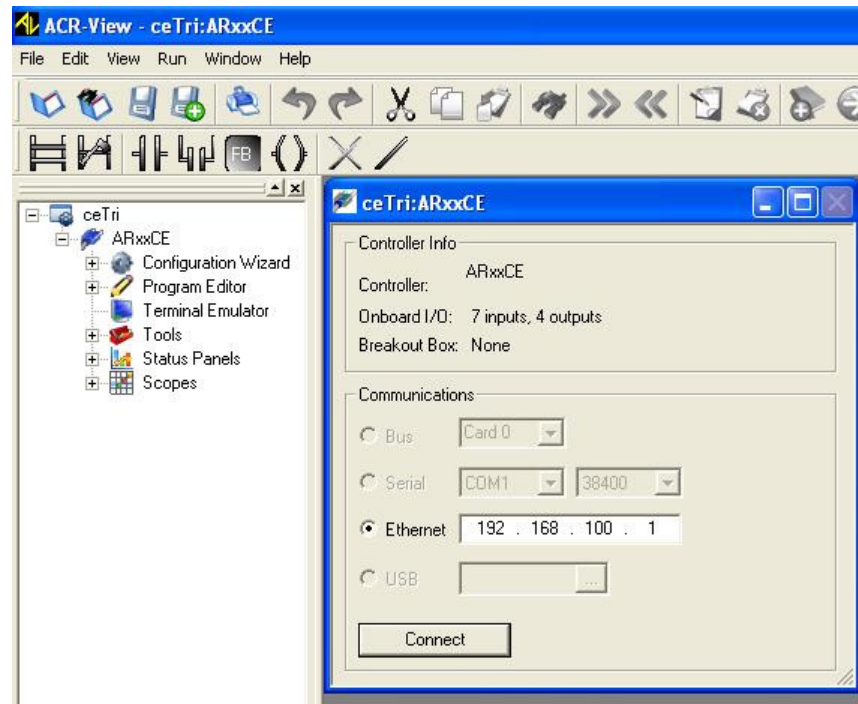 ACR-View - ceTri:ARxxCE
File Edit View Run Window Help
FB
ceTri
ARxxCE
Configuration Wizard
Program Editor
Terminal Emulator
Tools
Status Panels
Scopes
ceTri:ARxxCE
Controller Info
Controller: ARxxCE
Onboard I/O: 7 inputs, 4 outputs
Breakout Box: None
Communications
Bus Card 0
Serial COM1 38400
Ethernet 192 . 168 . 100 . 1
USB ...
Connect